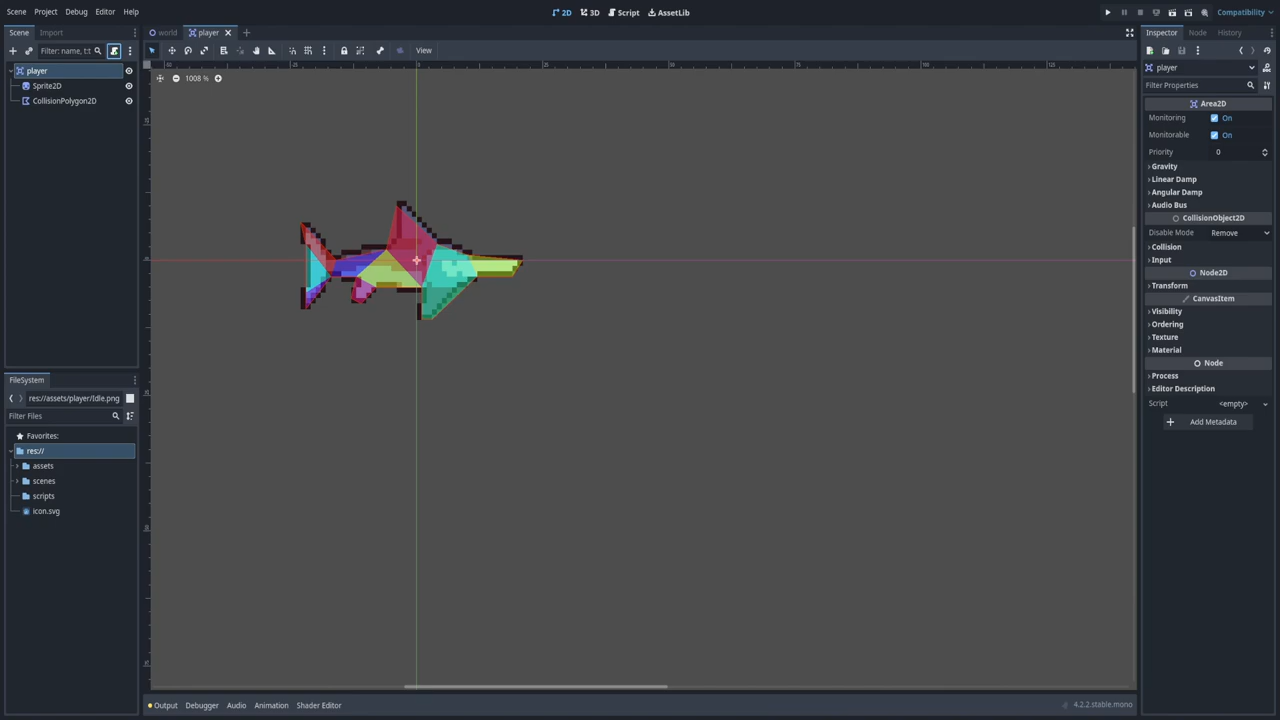 Scene Project Debug Editor Help
2D 3D Script AssetLib
Compatibility
Scene Import
world player
Inspector Node History
Filter: name, t:t
View
player
Sprite2D
CollisionPolygon2D
1008 %
player
Filter Properties
Area2D
Monitoring On
Monitorable On
Priority 0
Gravity
Linear Damp
Angular Damp
Audio Bus
CollisionObject2D
Disable Mode Remove
Collision
Input
Node2D
Transform
CanvasItem
Visibility
Ordering
Texture
Material
Node
Process
Editor Description
Script <empty>
Add Metadata
FileSystem
res://assets/player/Idle.png
Filter Files
Favorites:
res://
assets
scenes
scripts
icon.svg
Output Debugger Audio Animation Shader Editor
4.2.2.stable.mono